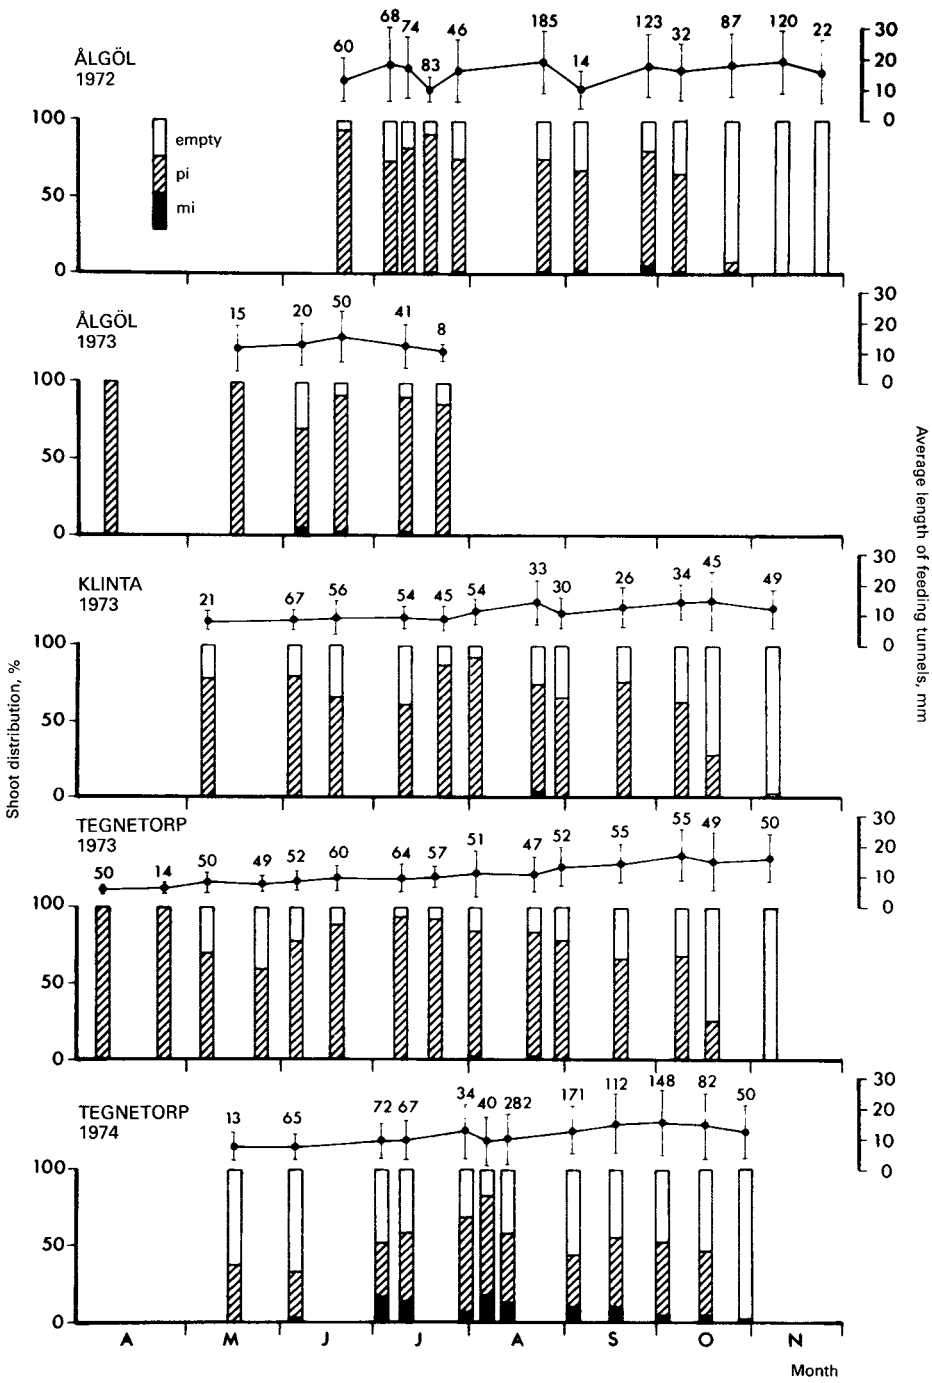 68 74 46 185 123 32 87 120 22
60 83 14
ÅLGÖL
1972
30
20
10
0
100
50
0
empty
pi
mi
ÅLGÖL
1973
15 20 50 41 8
30
20
10
0
100
50
0
KLINTA
1973
21 67 56 54 45 54 33 30 26 34 45 49
30
20
10
0
100
50
0
TEGNETORP
1973
50 14 50 49 52 60 64 57 51 47 52 55 55 49 50
30
20
10
0
100
50
0
TEGNETORP
1974
13 65 72 67 34 40 282 171 112 148 82 50
30
20
10
0
100
50
0
A M J J A S O N
Month
Shoot distribution, %
Average length of feeding tunnels, mm